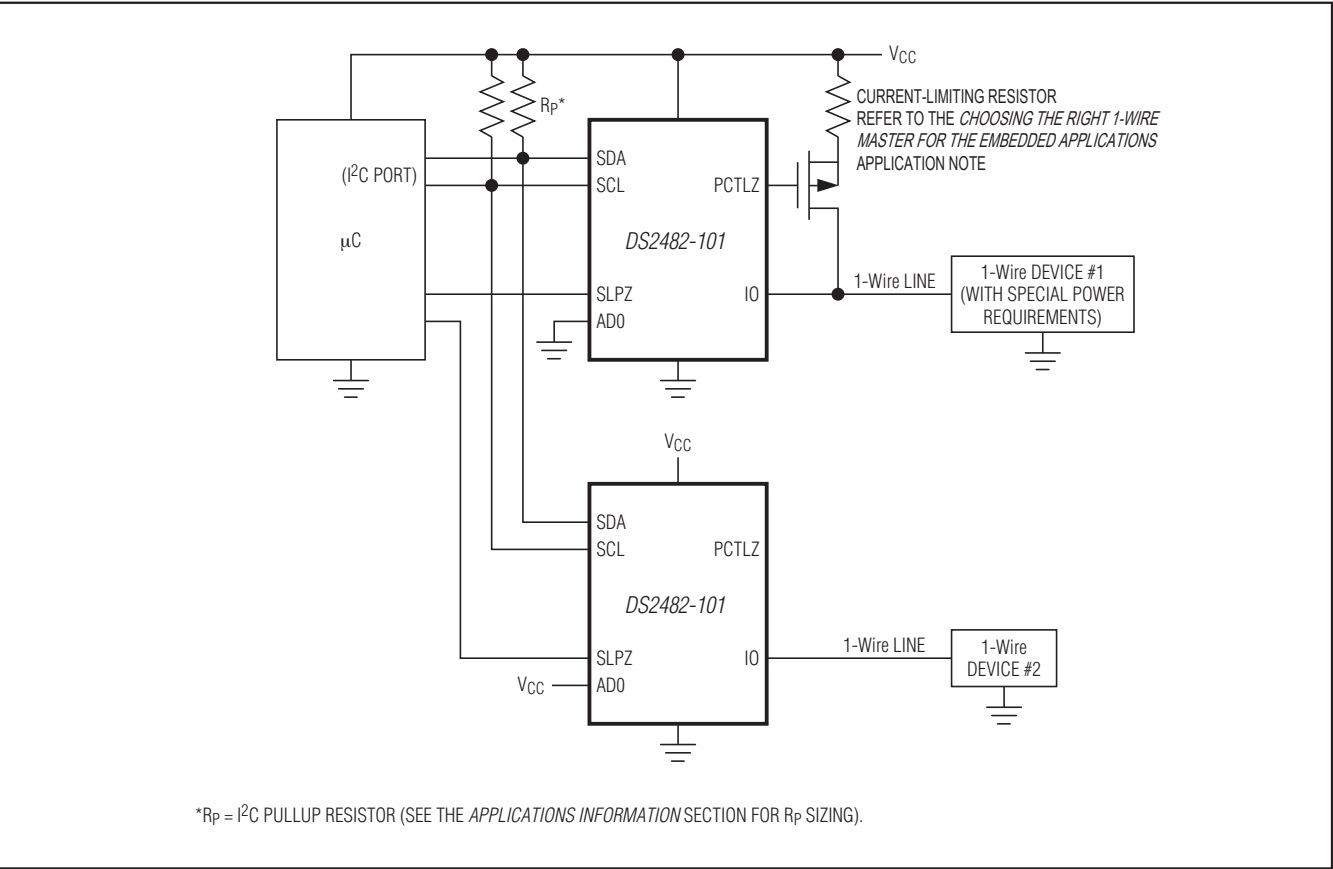 VCC
RP*
CURRENT-LIMITING RESISTOR
REFER TO THE CHOOSING THE RIGHT 1-WIRE
MASTER FOR THE EMBEDDED APPLICATIONS
APPLICATION NOTE
(I2C PORT)
μC
SDA
SCL
PCTLZ
DS2482-101
SLPZ
IO
AD0
1-Wire LINE
1-Wire DEVICE #1
(WITH SPECIAL POWER
REQUIREMENTS)
VCC
SDA
SCL
PCTLZ
DS2482-101
SLPZ
IO
VCC
AD0
1-Wire LINE
1-Wire
DEVICE #2
*RP = I2C PULLUP RESISTOR (SEE THE APPLICATIONS INFORMATION SECTION FOR RP SIZING).